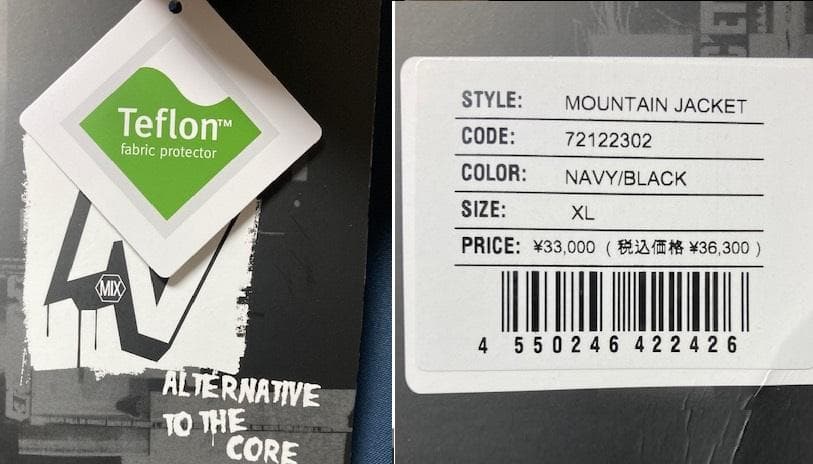 Teflon™
fabric protector
MIX
ALTERNATIVE
TO THE
CORE
STYLE: MOUNTAIN JACKET
CODE: 72122302
COLOR: NAVY/BLACK
SIZE: XL
PRICE: ¥33,000 ( 税込価格 ¥36,300 )
4 550246 422426